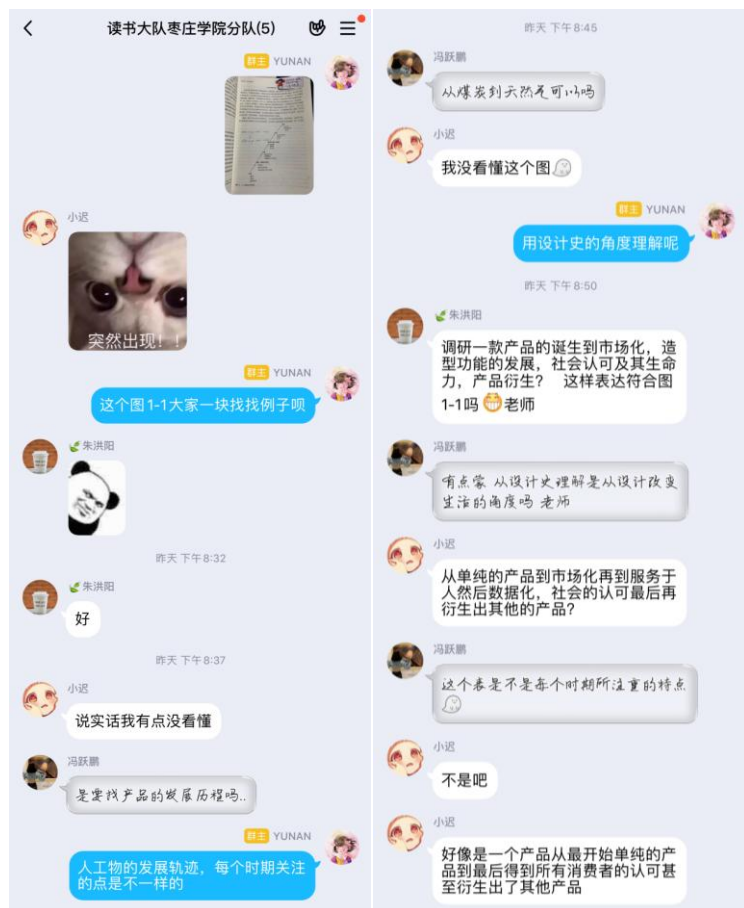 读书大队枣庄学院分队(5)
群主 YUNAN
小迟
突然出现！！
群主 YUNAN
这个图1-1大家一块找找例子呗
朱洪阳
昨天 下午8:32
朱洪阳
好
昨天 下午8:37
小迟
说实话我有点没看懂
冯跃鹏
是要找产品的发展历程吗..
群主 YUNAN
人工物的发展轨迹，每个时期关注
的点是不一样的
昨天 下午8:45
冯跃鹏
从煤炭到天然气可以吗
小迟
我没看懂这个图
群主 YUNAN
用设计史的角度理解呢
昨天 下午8:50
朱洪阳
调研一款产品的诞生到市场化，造
型功能的发展，社会认可及其生命
力，产品衍生？ 这样表达符合图
1-1吗 老师
冯跃鹏
有点蒙 从设计史理解是从设计改变
生活的角度吗 老师
小迟
从单纯的产品到市场化再到服务于
人然后数据化，社会的认可最后再
衍生出其他的产品？
冯跃鹏
这个表是不是每个时期所注重的特点
小迟
不是吧
小迟
好像是一个产品从最开始单纯的产
品到最后得到所有消费者的认可甚
至衍生出了其他产品